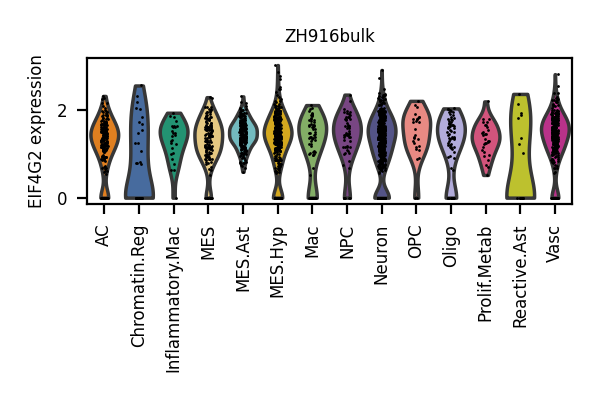 ZH916bulk
EIF4G2 expression
2
0
AC
Chromatin.Reg
Inflammatory.Mac
MES
MES.Ast
MES.Hyp
Mac
NPC
Neuron
OPC
Oligo
Prolif.Metab
Reactive.Ast
Vasc